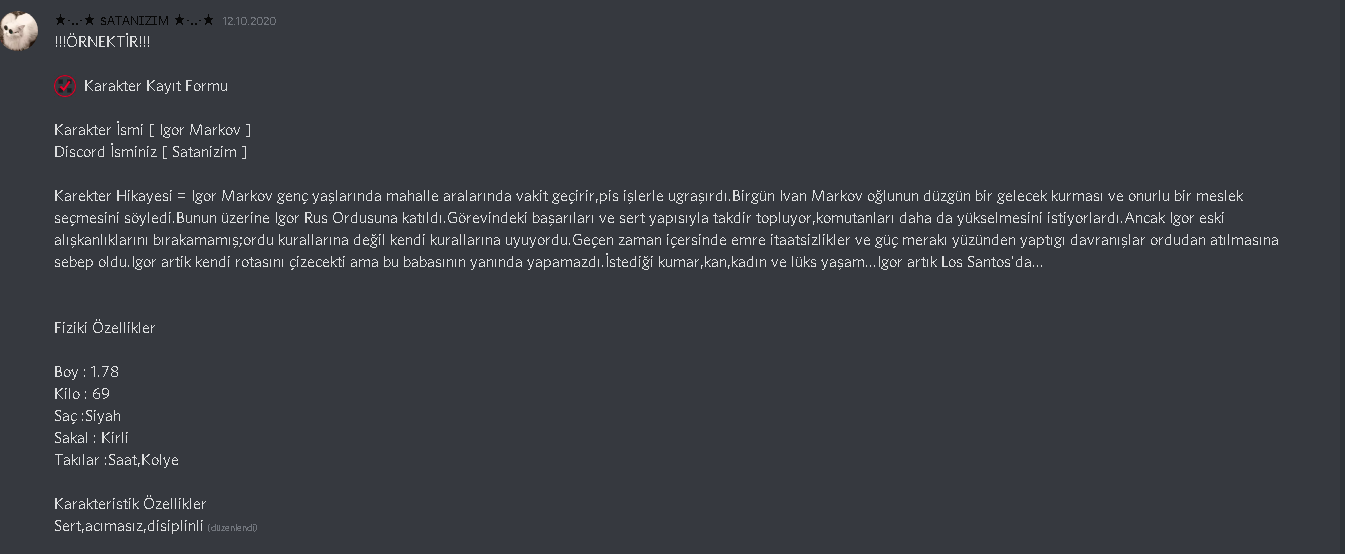 ★·..·★ sATANIZIM ★·..·★ 12.10.2020
!!!ÖRNEKTİR!!!
Karakter Kayıt Formu
Karakter İsmi [ Igor Markov ]
Discord İsminiz [ Satanizim ]
Karekter Hikayesi = Igor Markov genç yaşlarında mahalle aralarında vakit geçirir,pis işlerle ugraşırdı.Birgün Ivan Markov oğlunun düzgün bir gelecek kurması ve onurlu bir meslek
seçmesini söyledi.Bunun üzerine Igor Rus Ordusuna katıldı.Görevindeki başarıları ve sert yapısıyla takdir topluyor,komutanları daha da yükselmesini istiyorlardı.Ancak Igor eski
alışkanlıklarını bırakamamış;ordu kurallarına değil kendi kurallarına uyuyordu.Geçen zaman içersinde emre itaatsizlikler ve güç merakı yüzünden yaptıgı davranışlar ordudan atılmasına
sebep oldu.Igor artik kendi rotasını çizecekti ama bu babasının yanında yapamazdı.İstediği kumar,kan,kadın ve lüks yaşam...Igor artık Los Santos'da...
Fiziki Özellikler
Boy : 1.78
Kilo : 69
Saç :Siyah
Sakal : Kirli
Takılar :Saat,Kolye
Karakteristik Özellikler
Sert,acımasız,disiplinli (düzenlendi)